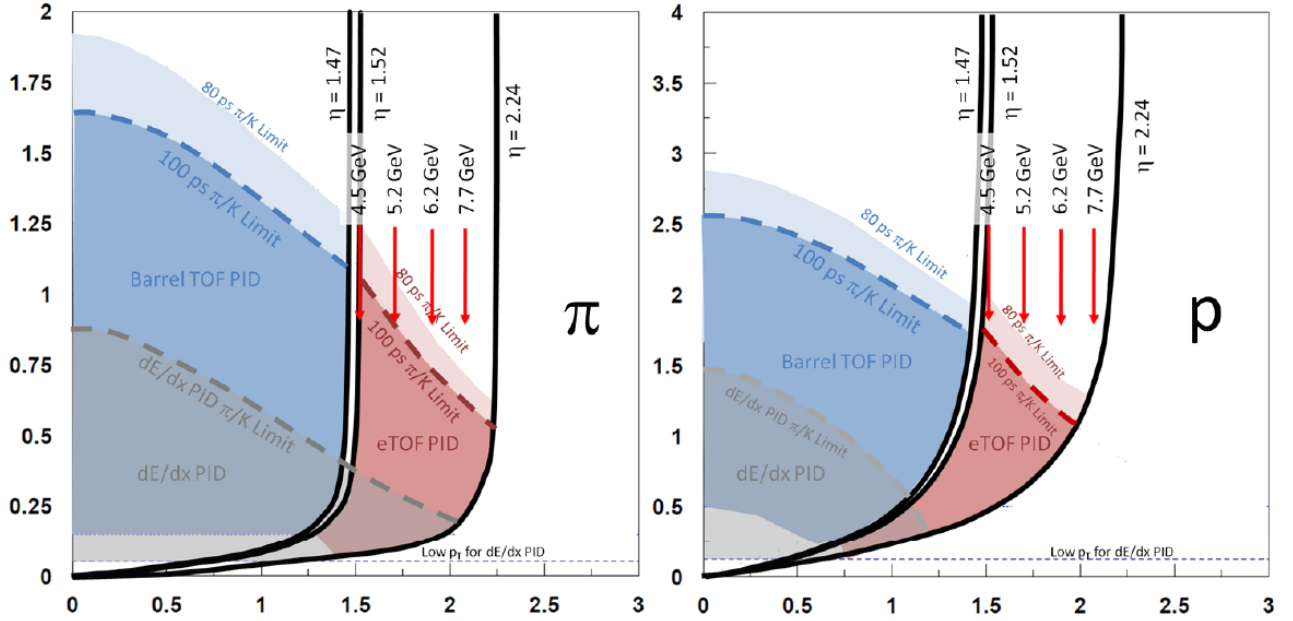 2
1.75
1.5
1.25
1
0.75
0.5
0.25
0
0
0.5
1
1.5
2
2.5
3
80 ps π/K Limit
100 ps π/K Limit
Barrel TOF PID
dE/dx PID π/K Limit
dE/dx PID
η = 1.47
η = 1.52
η = 2.24
4.5 GeV
5.2 GeV
6.2 GeV
7.7 GeV
80 ps π/K Limit
100 ps π/K Limit
eTOF PID
Low pT for dE/dx PID
π
4
3.5
3
2.5
2
1.5
1
0.5
0
0
0.5
1
1.5
2
2.5
3
80 ps π/K Limit
100 ps π/K Limit
Barrel TOF PID
dE/dx PID π/K Limit
dE/dx PID
η = 1.47
η = 1.52
η = 2.24
4.5 GeV
5.2 GeV
6.2 GeV
7.7 GeV
80 ps π/K Limit
100 ps π/K Limit
eTOF PID
Low pT for dE/dx PID
p